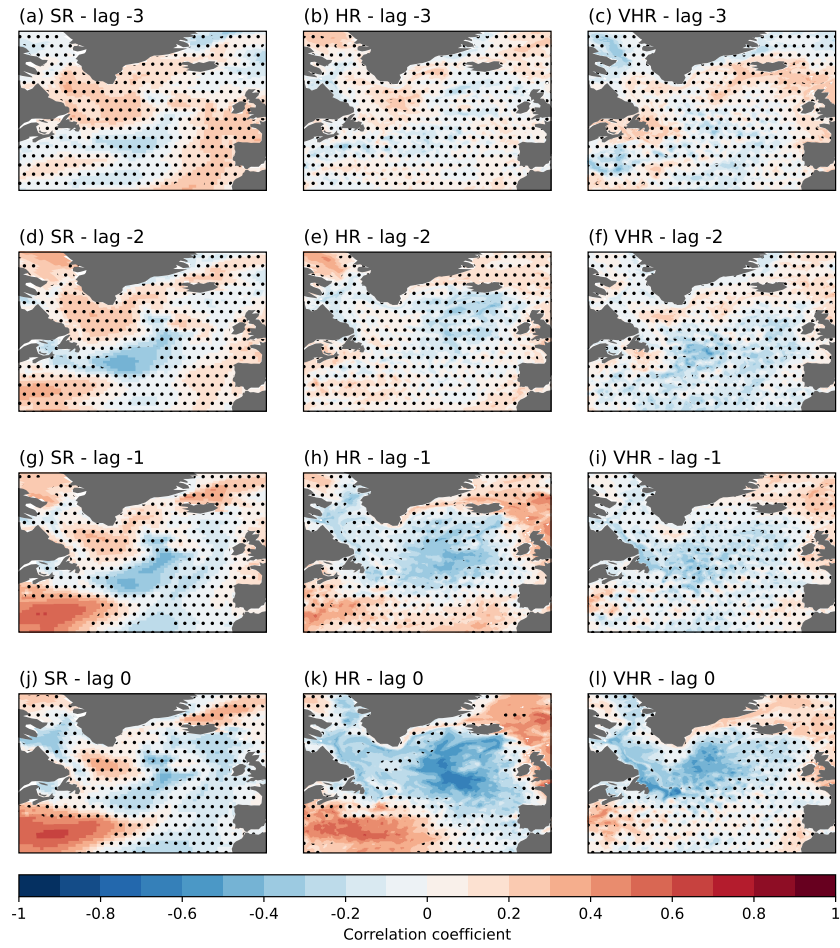 (a) SR - lag -3
(b) HR - lag -3
(c) VHR - lag -3
(d) SR - lag -2
(e) HR - lag -2
(f) VHR - lag -2
(g) SR - lag -1
(h) HR - lag -1
(i) VHR - lag -1
(j) SR - lag 0
(k) HR - lag 0
(l) VHR - lag 0
-1 -0.8 -0.6 -0.4 -0.2 0 0.2 0.4 0.6 0.8 1
Correlation coefficient